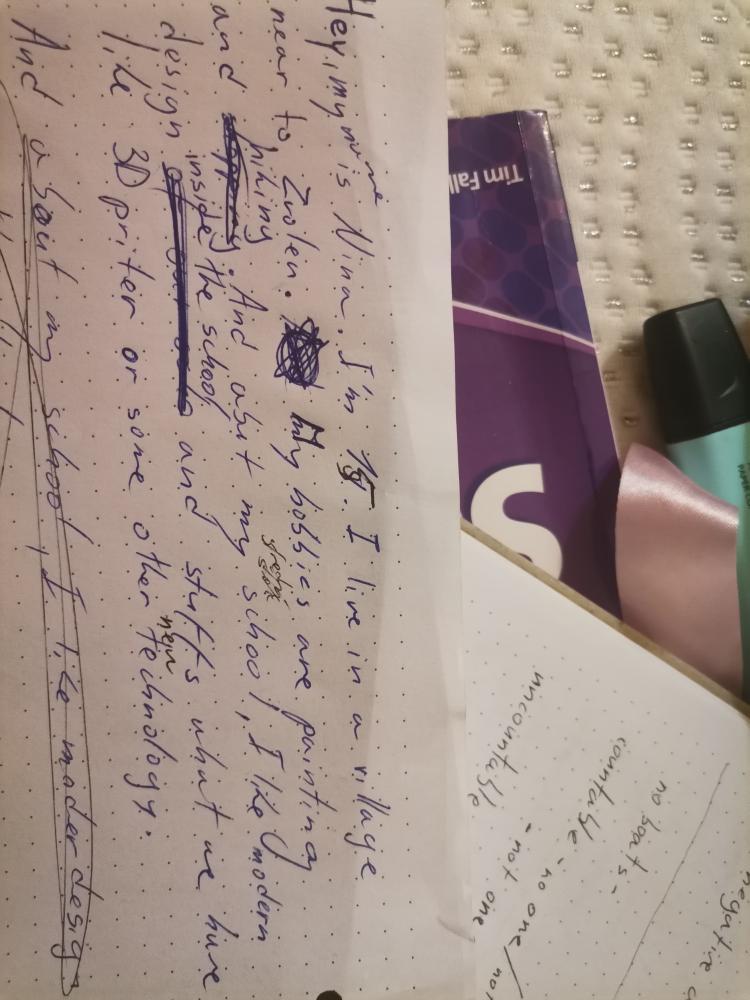 Hey, my name is Nina. I'm 15. I live in a village
near to Zvolen. My hobbies are painting
and hiking. And abut my school, I like modern
design inside the school and stuffs what we have
like 3D priter or some other new technology.
And about my school, I like moder design
Tim Fal
S
no boats -
countable - no one/
uncountable - not one
negative